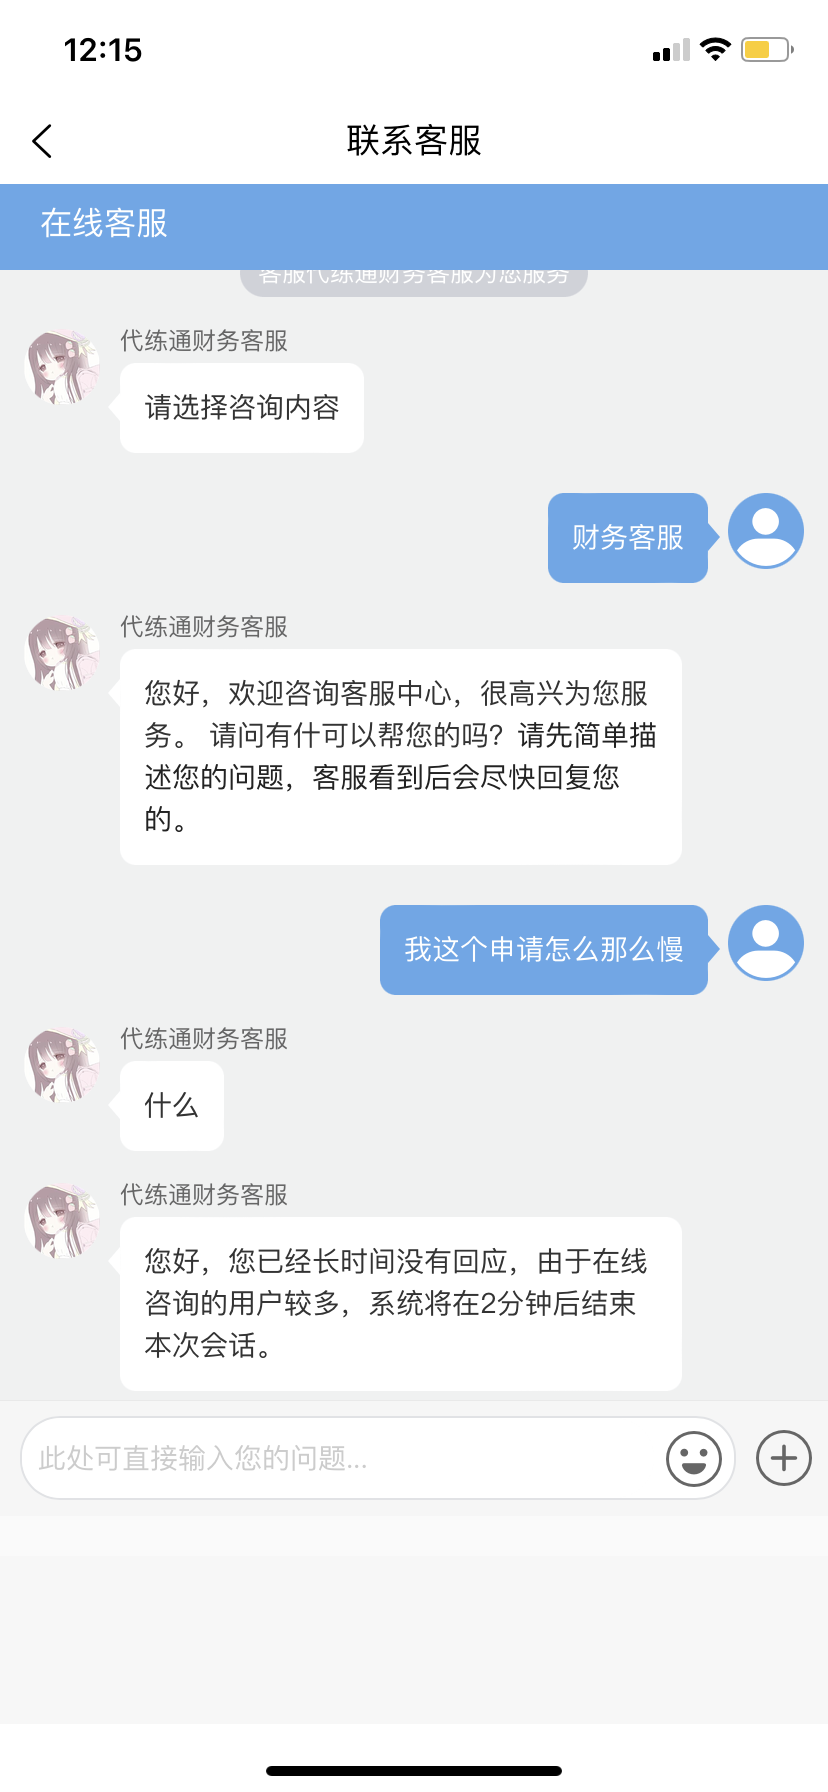 12:15
联系客服
在线客服
客服代练通财务客服为您服务
代练通财务客服
请选择咨询内容
财务客服
代练通财务客服
您好，欢迎咨询客服中心，很高兴为您服
务。 请问有什可以帮您的吗？请先简单描
述您的问题，客服看到后会尽快回复您
的。
我这个申请怎么那么慢
代练通财务客服
什么
代练通财务客服
您好，您已经长时间没有回应，由于在线
咨询的用户较多，系统将在2分钟后结束
本次会话。
此处可直接输入您的问题...